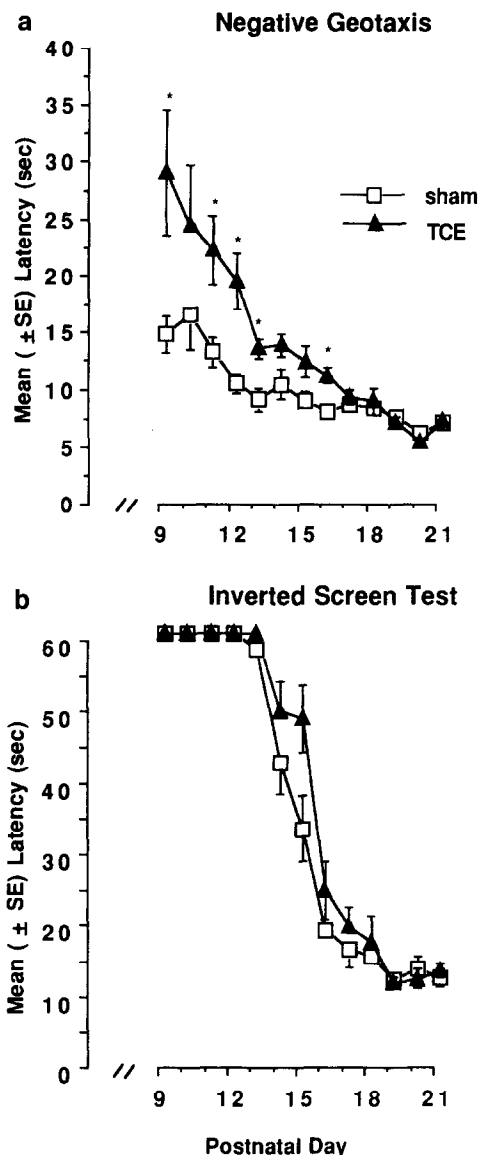 a
Negative Geotaxis
Mean ( ±SE) Latency (sec)
40
35
30
25
20
15
10
5
0
*
*
*
*
*
sham
TCE
//
9 12 15 18 21
b
Inverted Screen Test
Mean ( ± SE) Latency (sec)
60
50
40
30
20
10
0
//
9 12 15 18 21
Postnatal Day